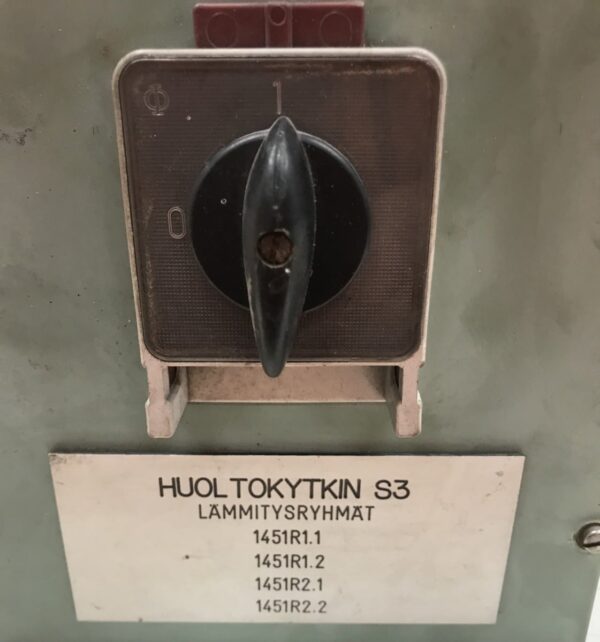 1
0
HUOLTOKYTKIN S3
LÄMMITYSRYHMÄT
1451R1.1
1451R1.2
1451R2.1
1451R2.2